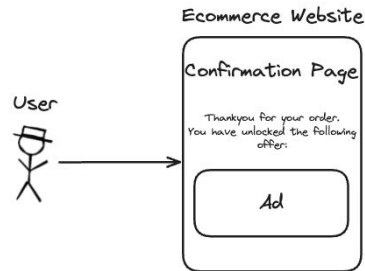 Ecommerce Website
Confirmation Page
User
Thankyou for your order.
You have unlocked the following
offer:
Ad